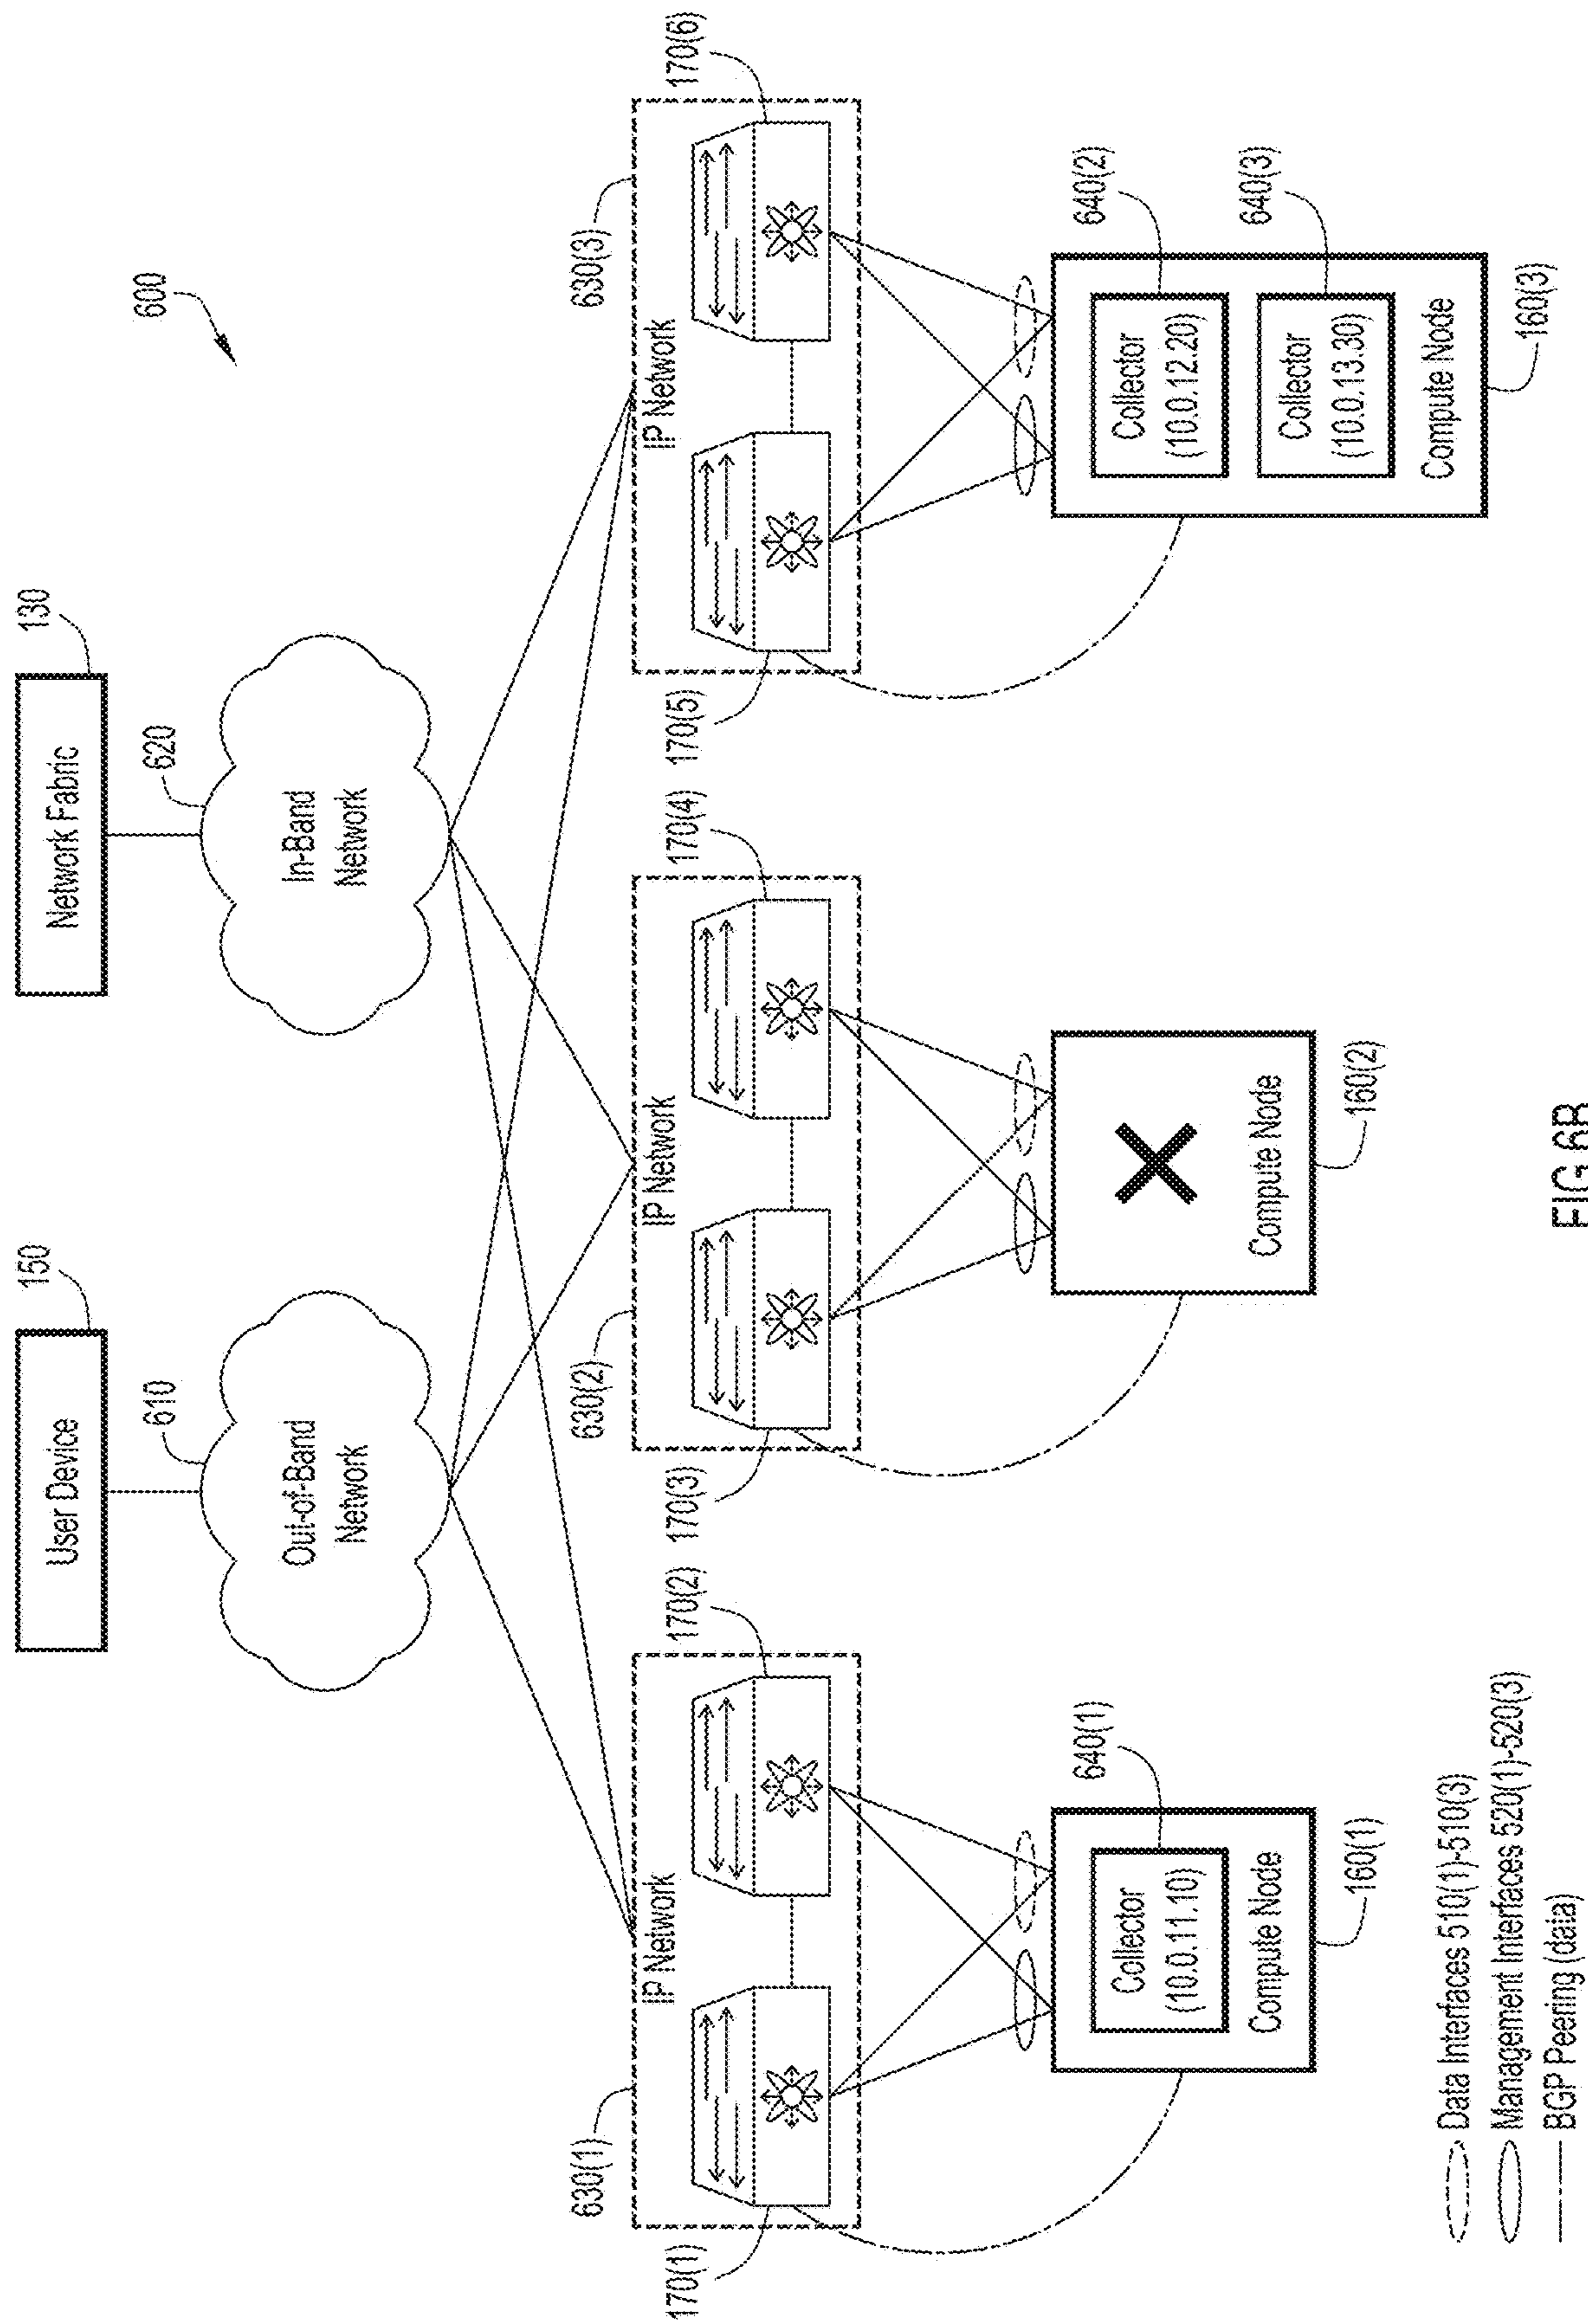 600
User Device
150
Network Fabric
130
610
Out-of-Band
Network
620
In-Band
Network
630(1)
IP Network
170(1)
170(2)
630(2)
IP Network
170(3)
170(4)
630(3)
IP Network
170(5)
170(6)
Collector
(10.0.11.10)
640(1)
Compute Node
160(1)
Compute Node
160(2)
Collector
(10.0.12.20)
640(2)
Collector
(10.0.13.30)
640(3)
Compute Node
160(3)
Data Interfaces 510(1)-510(3)
Management Interfaces 520(1)-520(3)
BGP Peering (data)
FIG.6B